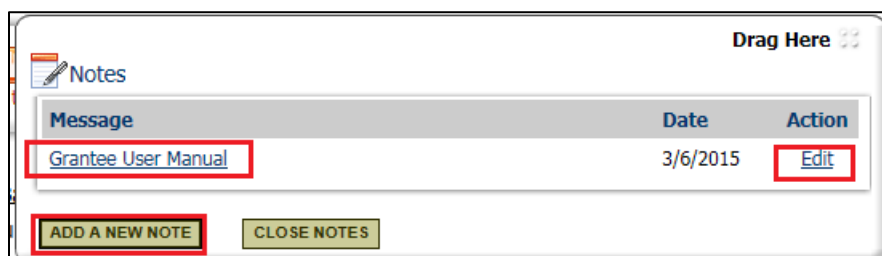 Drag Here
Notes
Message Date Action
Grantee User Manual 3/6/2015 Edit
ADD A NEW NOTE CLOSE NOTES